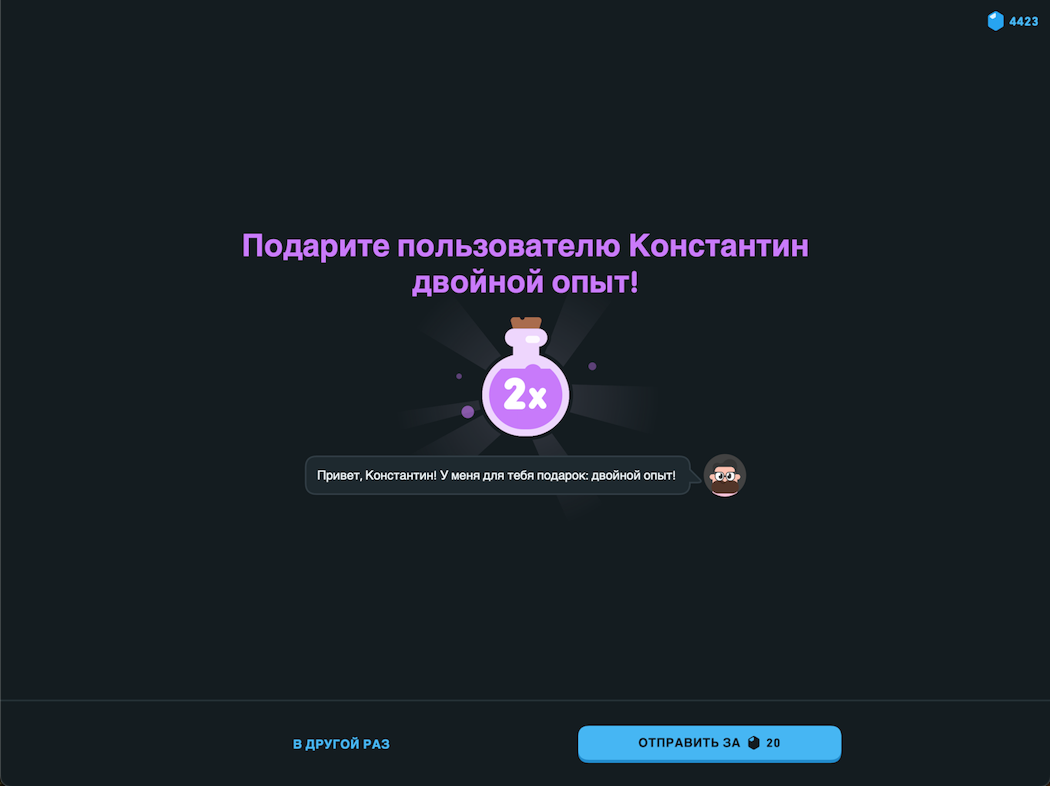 4423
Подарите пользователю Константин
двойной опыт!
2x
Привет, Константин! У меня для тебя подарок: двойной опыт!
В ДРУГОЙ РАЗ
ОТПРАВИТЬ ЗА 20